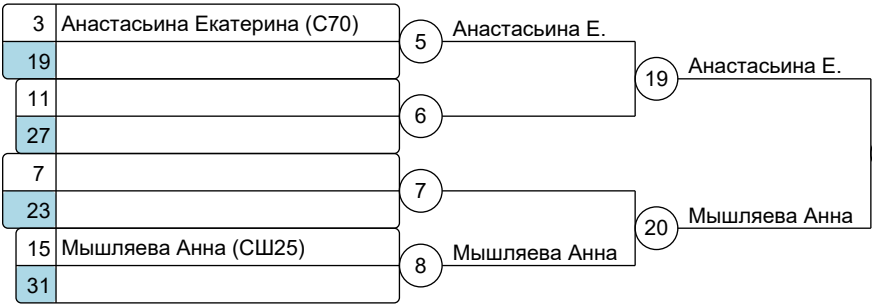 3 Анастасьина Екатерина (С70)
5 Анастасьина Е.
19
19 Анастасьина Е.
11
6
27
7
7
23
20 Мышляева Анна
15 Мышляева Анна (СШ25)
8 Мышляева Анна
31